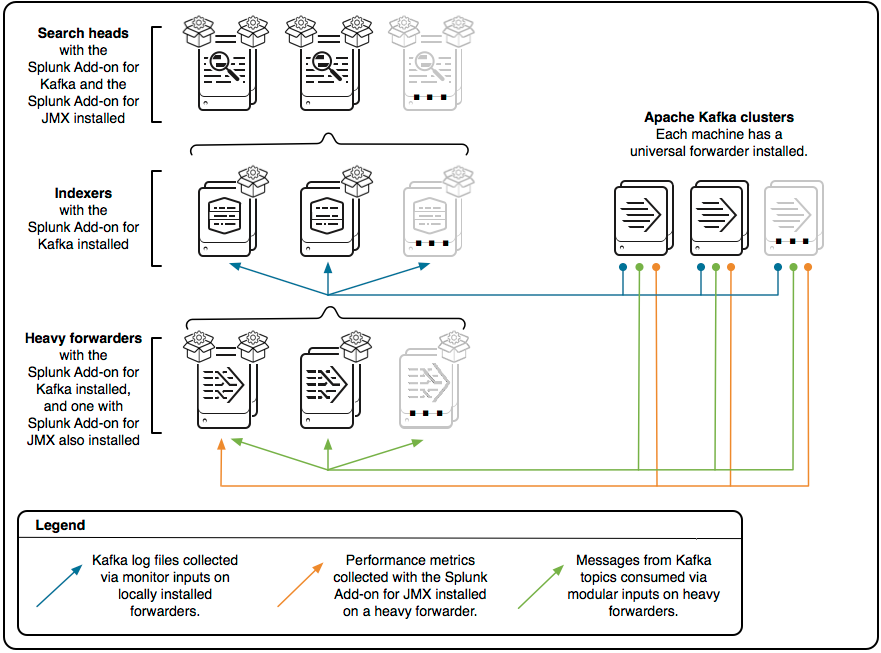 Search heads
with the
Splunk Add-on for
Kafka and the
Splunk Add-on for
JMX installed
Apache Kafka clusters
Each machine has a
universal forwarder installed.
Indexers
with the
Splunk Add-on for
Kafka installed
Heavy forwarders
with the
Splunk Add-on for
Kafka installed,
and one with
Splunk Add-on for
JMX also installed
Legend
Kafka log files collected
via monitor inputs on
locally installed
forwarders.
Performance metrics
collected with the Splunk
Add-on for JMX installed
on a heavy forwarder.
Messages from Kafka
topics consumed via
modular inputs on heavy
forwarders.